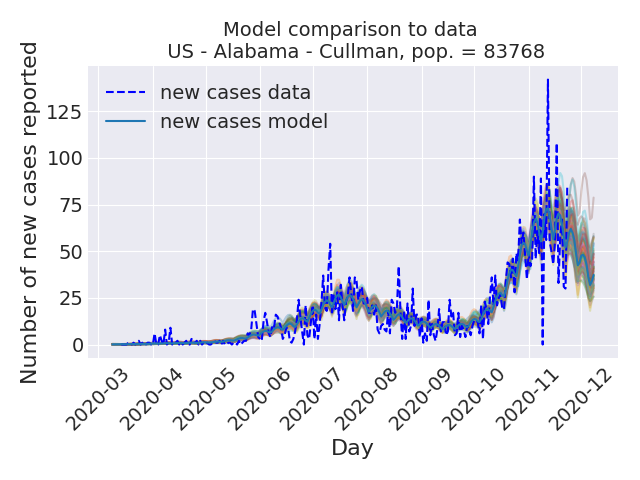 Model comparison to data
US - Alabama - Cullman, pop. = 83768
Number of new cases reported
new cases data
new cases model
125
100
75
50
25
0
2020-03
2020-04
2020-05
2020-06
2020-07
2020-08
2020-09
2020-10
2020-11
2020-12
Day